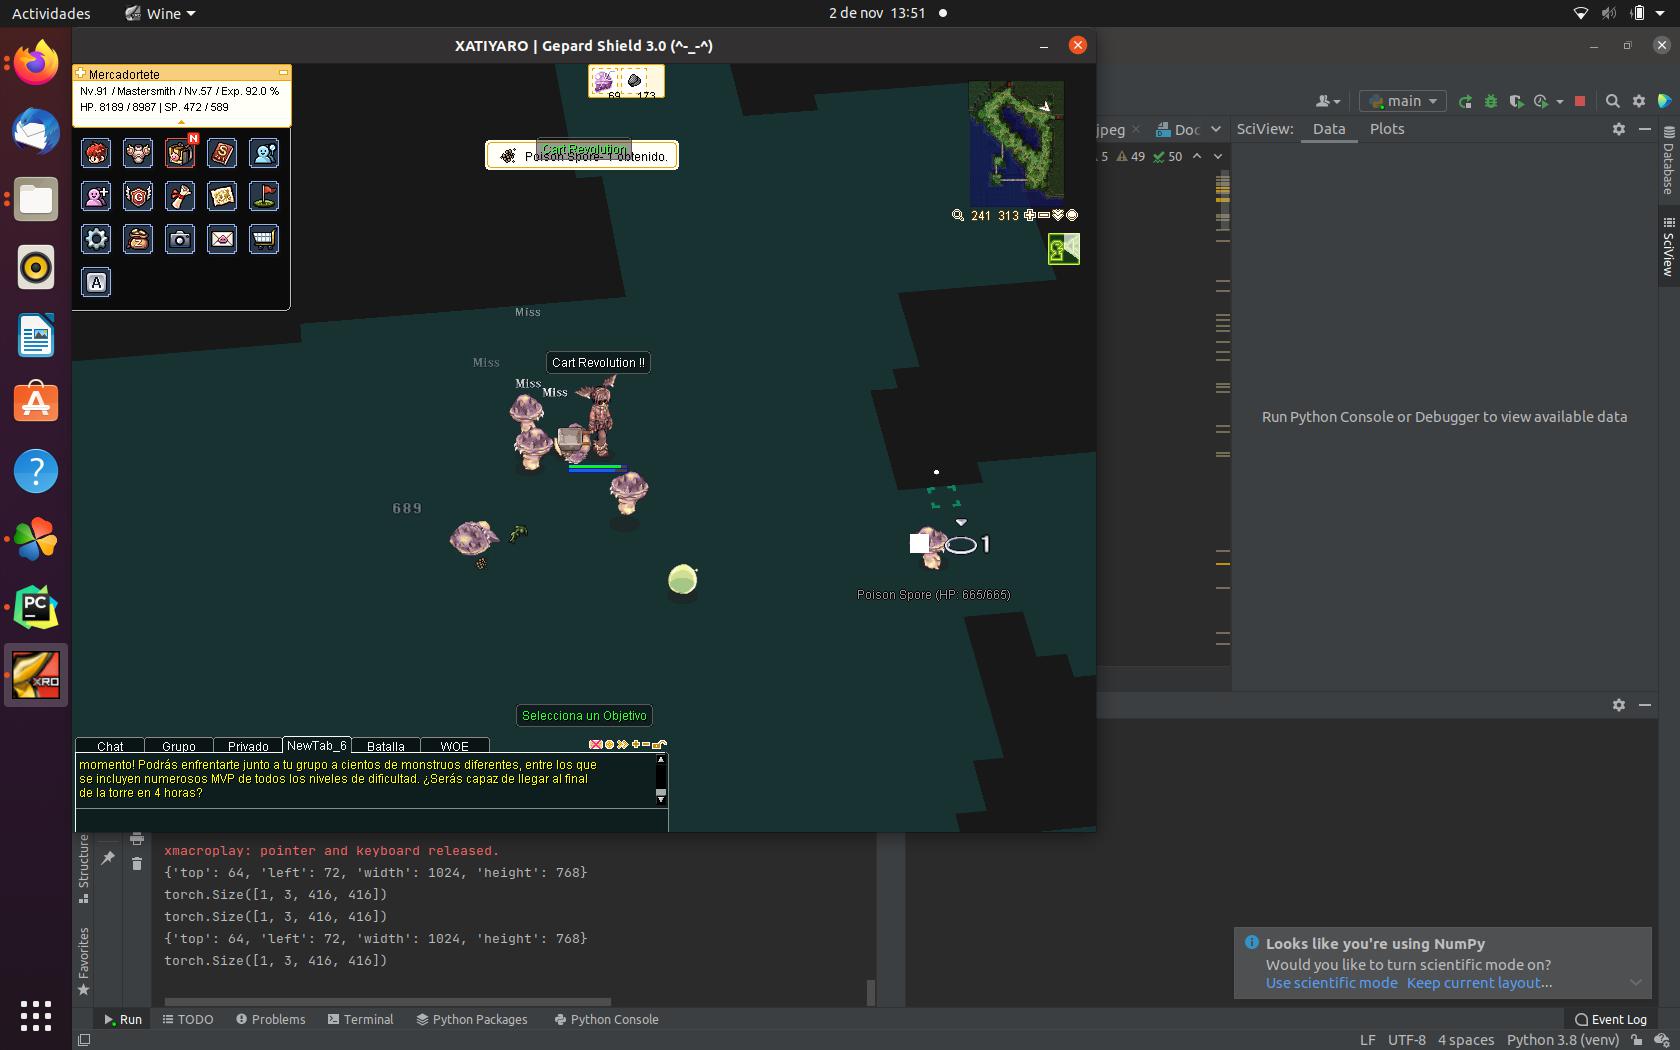 Actividades
Wine
2 de nov 13:51
XATIYARO | Gepard Shield 3.0 (^-_-^)
Mercadortete
Nv.91 / Mastersmith / Nv.57 / Exp. 92.0 %
HP. 8189 / 8987 | SP. 472 / 589
N
S
G
Z
A
69
173
Cart Revolution
Poison Spore- 1 obtenido.
241 313
main
jpeg
Doc
SciView:
Data
Plots
5
49
50
Database
SciView
Miss
Cart Revolution !!
Miss
Miss
Miss
Run Python Console or Debugger to view available data
689
1
Poison Spore (HP: 665/665)
PC
XRO
Selecciona un Objetivo
Chat
Grupo
Privado
NewTab_6
Batalla
WOE
momento! Podrás enfrentarte junto a tu grupo a cientos de monstruos diferentes, entre los que
se incluyen numerosos MVP de todos los niveles de dificultad. ¿Serás capaz de llegar al final
de la torre en 4 horas?
Structure
Favorites
xmacroplay: pointer and keyboard released.
{'top': 64, 'left': 72, 'width': 1024, 'height': 768}
torch.Size([1, 3, 416, 416])
torch.Size([1, 3, 416, 416])
{'top': 64, 'left': 72, 'width': 1024, 'height': 768}
torch.Size([1, 3, 416, 416])
Looks like you're using NumPy
Would you like to turn scientific mode on?
Use scientific mode Keep current layout...
Run
TODO
Problems
Terminal
Python Packages
Python Console
Event Log
LF UTF-8 4 spaces Python 3.8 (venv)